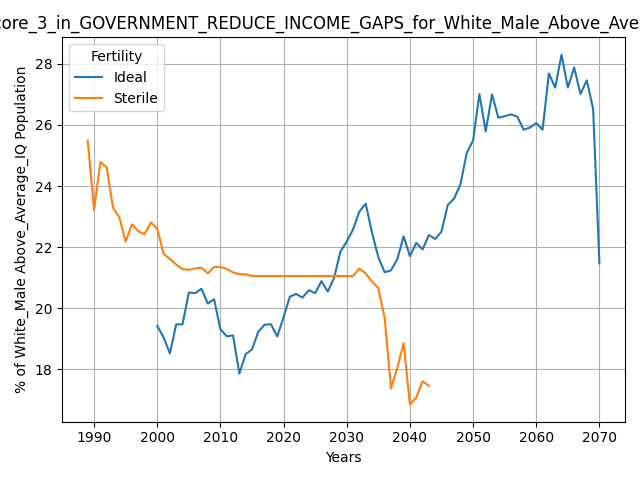 core_3_in_GOVERNMENT_REDUCE_INCOME_GAPS_for_White_Male_Above_Ave
Fertility
Ideal
Sterile
% of White_Male Above_Average_IQ Population
28
26
24
22
20
18
1990 2000 2010 2020 2030 2040 2050 2060 2070
Years